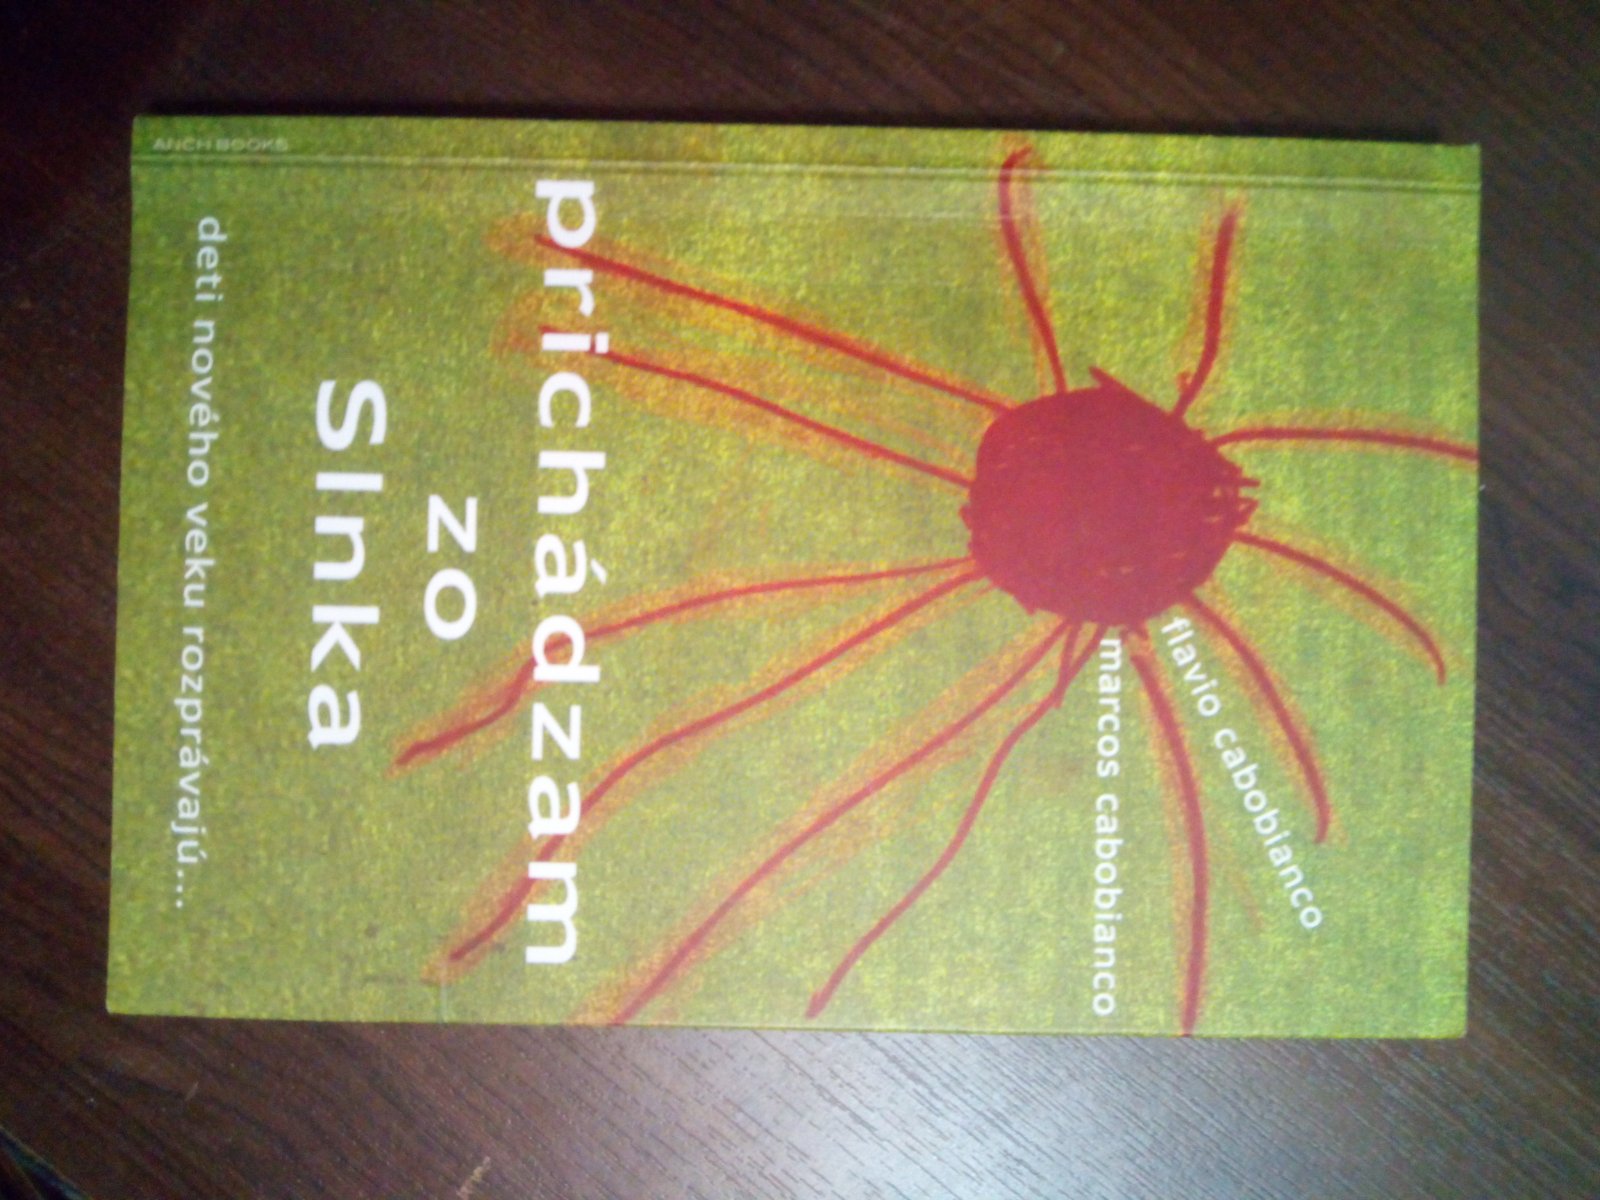 flavio cabobianco
marcos cabobianco
prichádzam
zo
Slnka
deti nového veku rozprávajú...
ANCH BOOKS